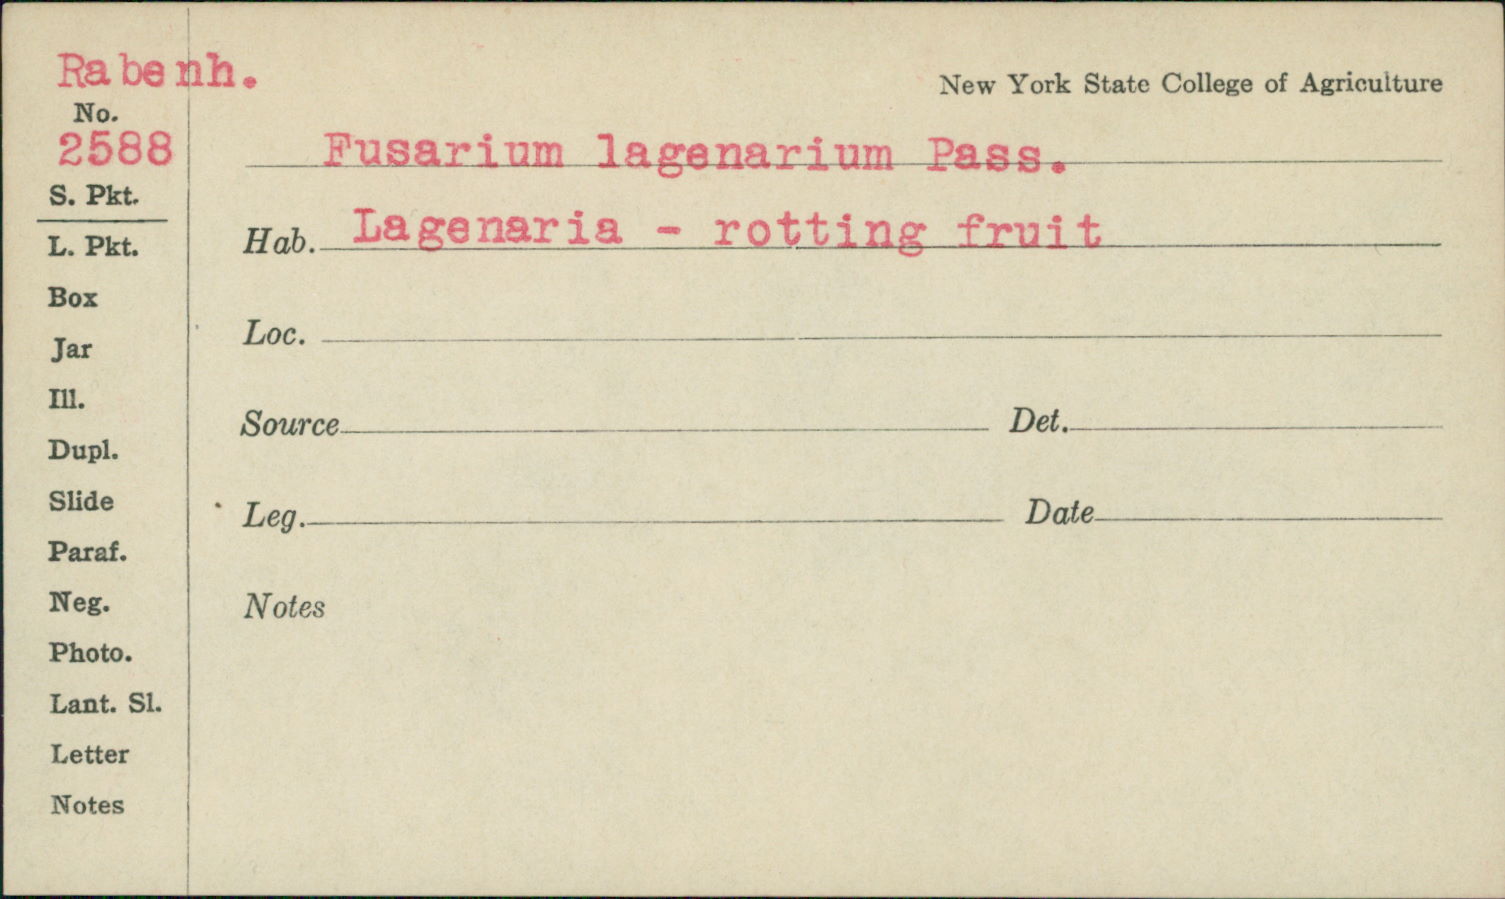 Rabenh.
New York State College of Agriculture
No.
2588
Fusarium lagenarium Pass.
S. Pkt.
L. Pkt.
Hab. Lagenaria - rotting fruit
Box
Loc.
Jar
Ill.
Source Det.
Dupl.
Slide
Leg. Date
Paraf.
Neg.
Notes
Photo.
Lant. Sl.
Letter
Notes